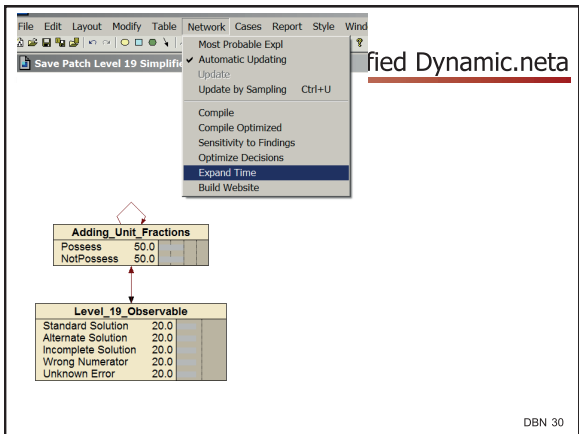 File Edit Layout Modify Table Network Cases Report Style Wind
Save Patch Level 19 Simplifie
fied Dynamic.neta
Most Probable Expl
✓ Automatic Updating
Update
Update by Sampling Ctrl+U
Compile
Compile Optimized
Sensitivity to Findings
Optimize Decisions
Expand Time
Build Website
Adding_Unit_Fractions
Possess 50.0
NotPossess 50.0
Level_19_Observable
Standard Solution 20.0
Alternate Solution 20.0
Incomplete Solution 20.0
Wrong Numerator 20.0
Unknown Error 20.0
DBN 30